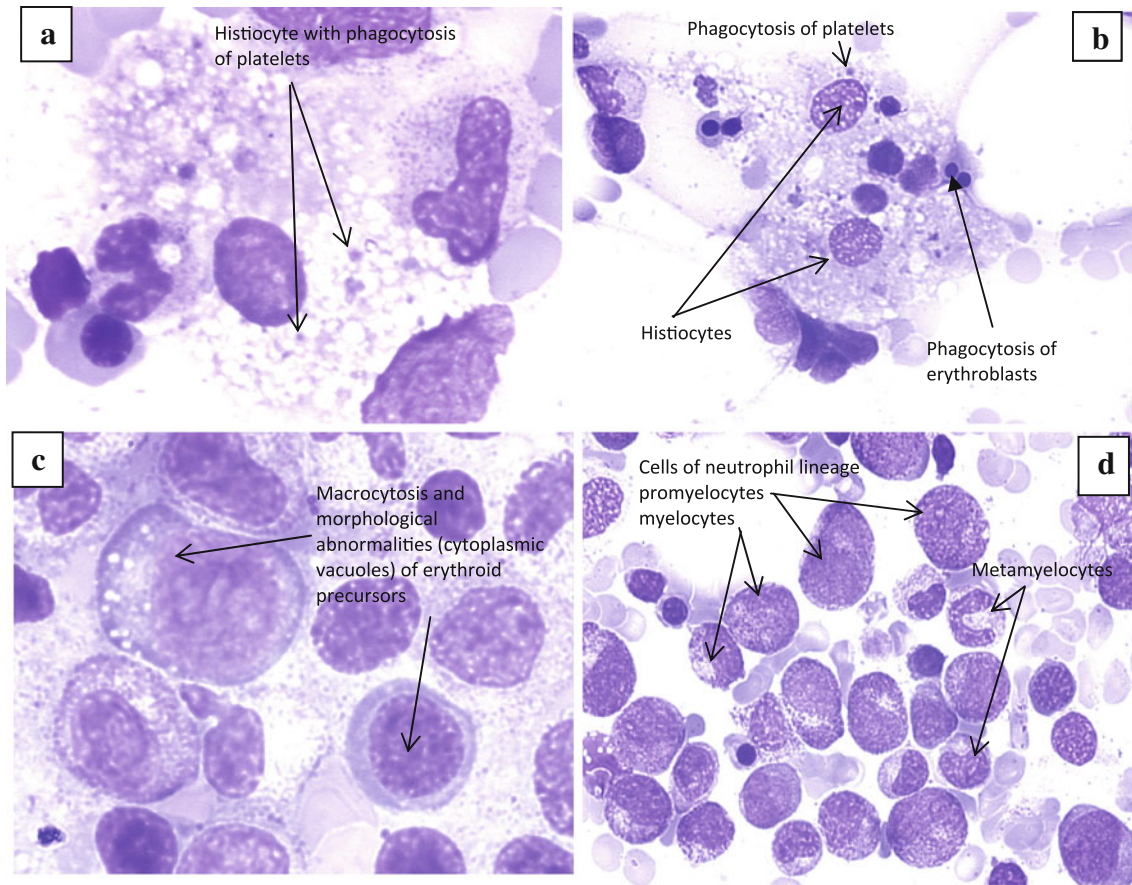 a
Histiocyte with phagocytosis
of platelets
b
Phagocytosis of platelets
Histiocytes
Phagocytosis of
erythroblasts
c
Macrocytosis and
morphological
abnormalities (cytoplasmic
vacuoles) of erythroid
precursors
d
Cells of neutrophil lineage
promyelocytes
myelocytes
Metamyelocytes